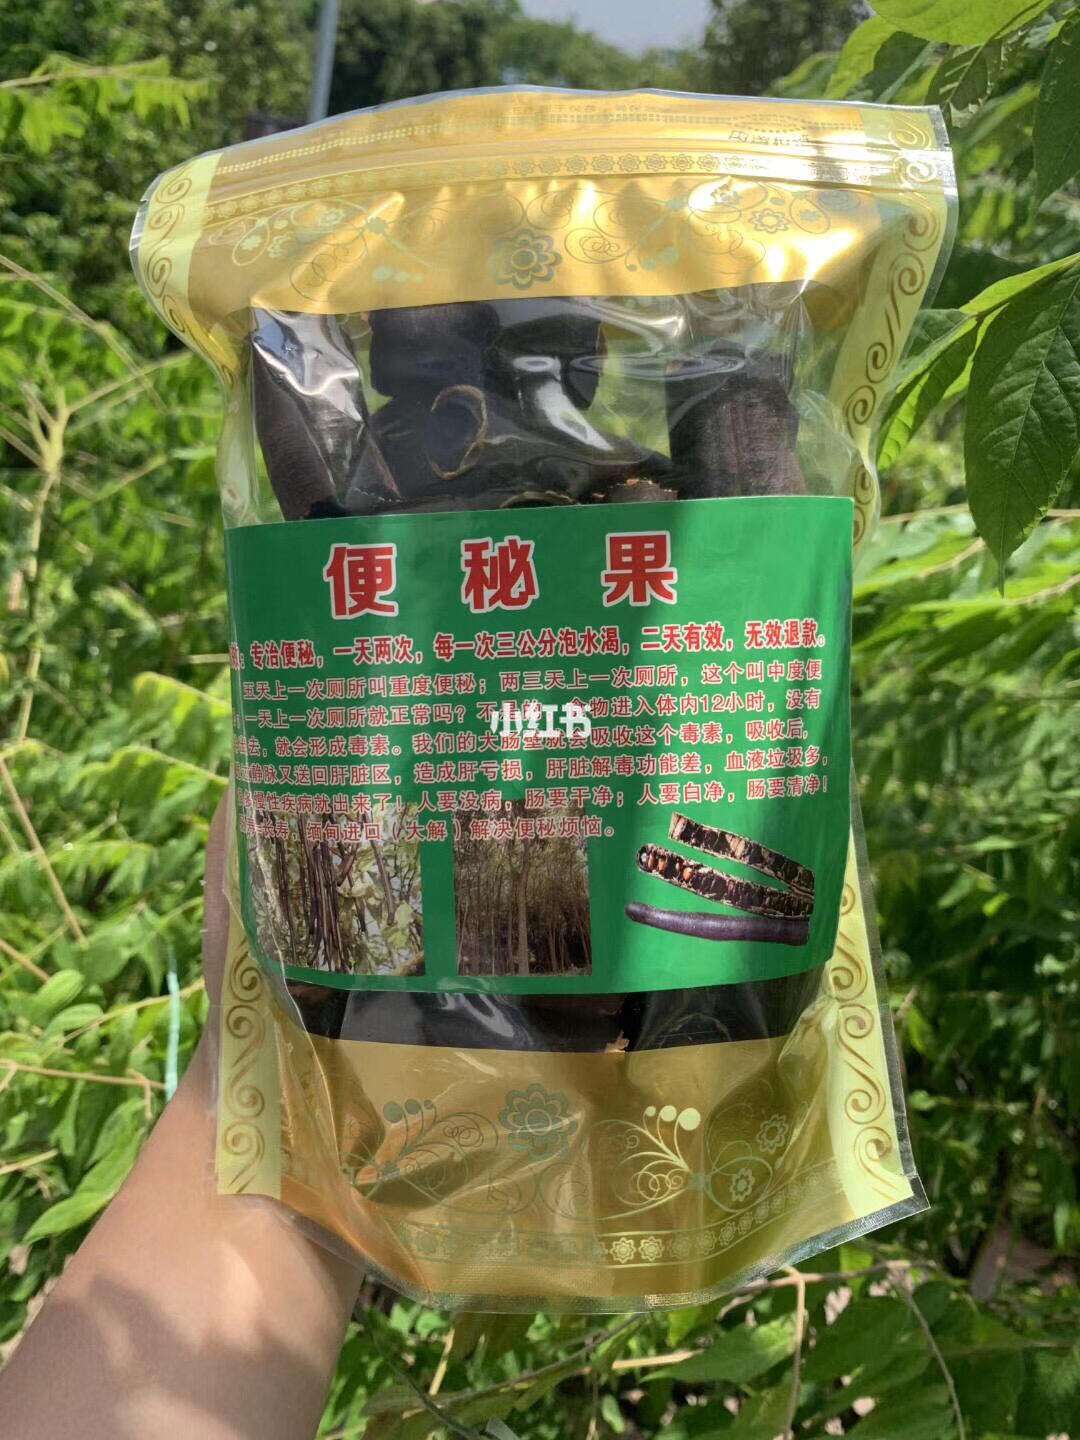 便秘果
：专治便秘，一天两次，每一次三公分泡水渴，二天有效，无效退款。
五天上一次厕所叫重度便秘；两三天上一次厕所，这个叫中度便
一天上一次厕所就正常吗？不 食物进入体内12小时，没有
去，就会形成毒素。我们的大肠壁就会吸收这个毒素，吸收后，
静脉又送回肝脏区，造成肝亏损，肝脏解毒功能差，血液垃圾多，
慢性疾病就出来了！人要没病，肠要干净；人要白净，肠要清净！
缅甸进口（大解）解决便秘烦恼。
小红书